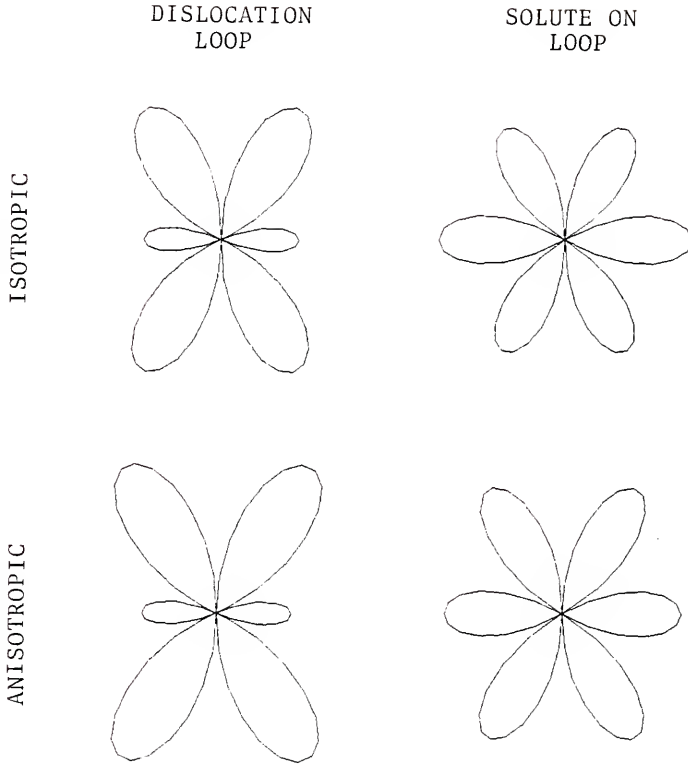 DISLOCATION
LOOP
SOLUTE ON
LOOP
ISOTROPIC
ANISOTROPIC